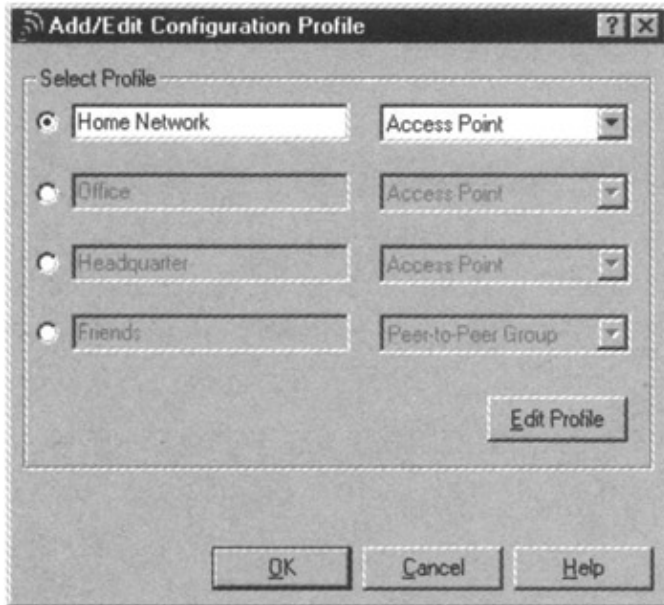 Add/Edit Configuration Profile
Select Profile
Home Network Access Point
Office Access Point
Headquarter Access Point
Friends Peer-to-Peer Group
Edit Profile
OK Cancel Help